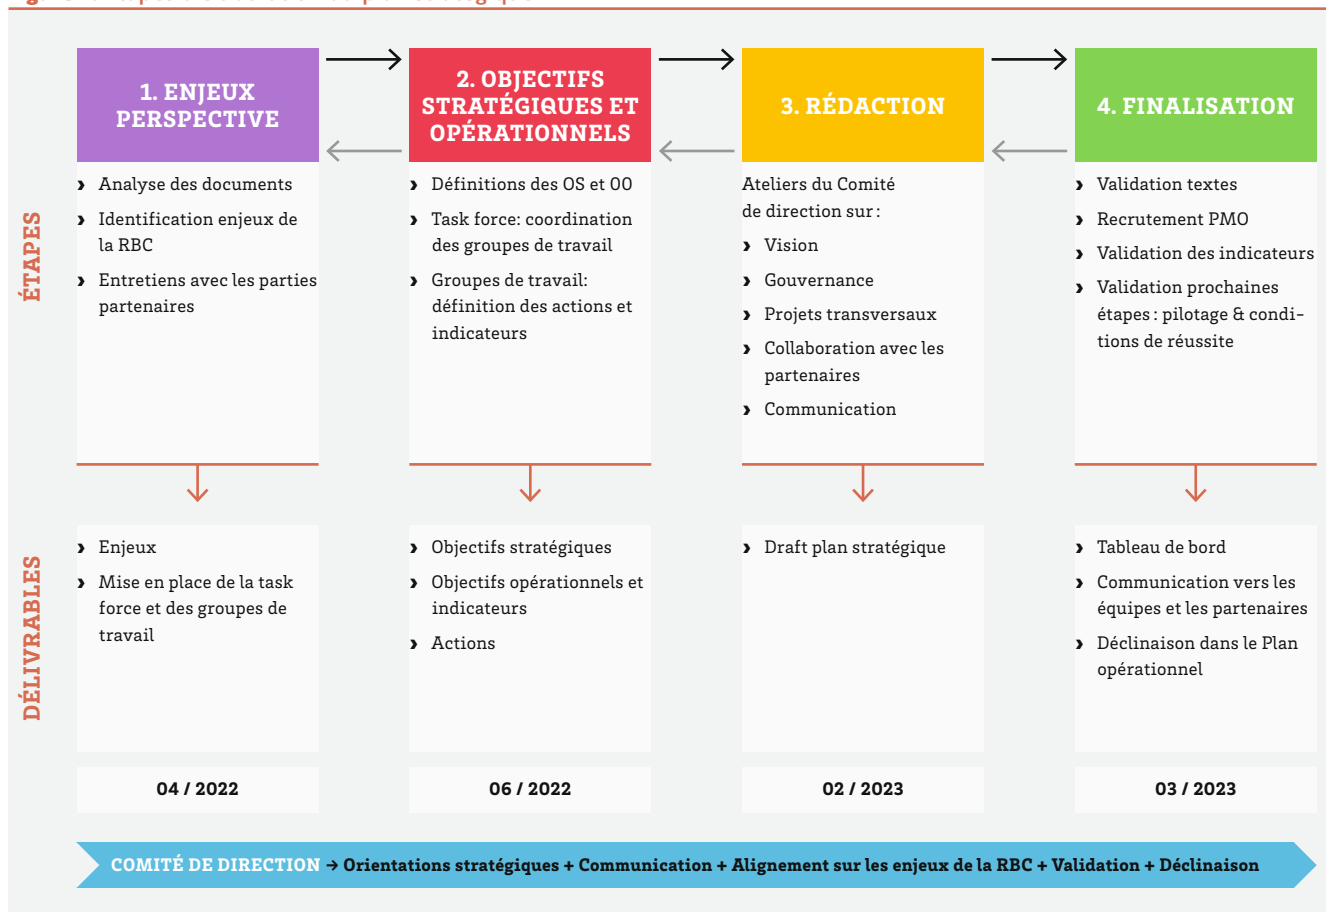 1. ENJEUX
PERSPECTIVE
2. OBJECTIFS
STRATÉGIQUES ET
OPÉRATIONNELS
3. RÉDACTION
4. FINALISATION
ÉTAPES
› Analyse des documents
› Identification enjeux de
la RBC
› Entretiens avec les parties
partenaires
› Définitions des OS et OO
› Task force: coordination
des groupes de travail
› Groupes de travail:
définition des actions et
indicateurs
Ateliers du Comité
de direction sur :
› Vision
› Gouvernance
› Projets transversaux
› Collaboration avec les
partenaires
› Communication
› Validation textes
› Recrutement PMO
› Validation des indicateurs
› Validation prochaines
étapes : pilotage & condi-
tions de réussite
DÉLIVRABLES
› Enjeux
› Mise en place de la task
force et des groupes de
travail
› Objectifs stratégiques
› Objectifs opérationnels et
indicateurs
› Actions
› Draft plan stratégique
› Tableau de bord
› Communication vers les
équipes et les partenaires
› Déclinaison dans le Plan
opérationnel
04 / 2022
06 / 2022
02 / 2023
03 / 2023
COMITÉ DE DIRECTION → Orientations stratégiques + Communication + Alignement sur les enjeux de la RBC + Validation + Déclinaison